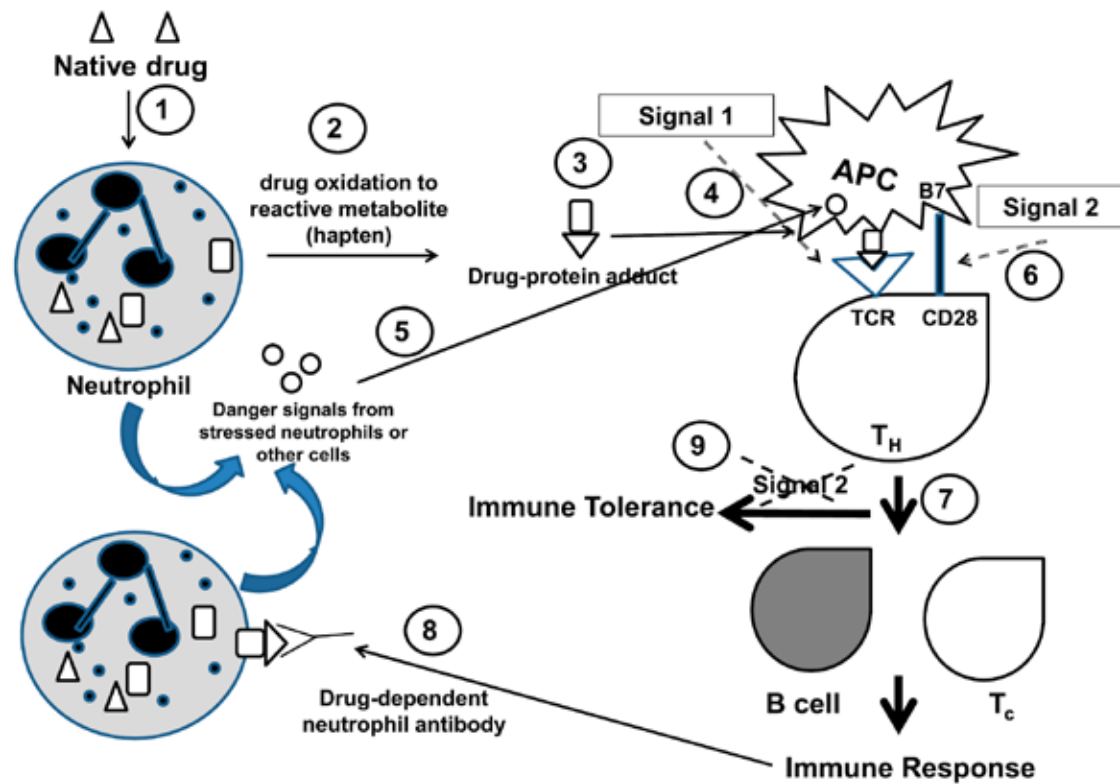 Native drug
1
2
drug oxidation to
reactive metabolite
(hapten)
3
Drug-protein adduct
Signal 1
4
APC
B7
Signal 2
6
TCR
CD28
5
Neutrophil
Danger signals from
stressed neutrophils or
other cells
T_H
9
Signal 2
Immune Tolerance
7
8
Drug-dependent
neutrophil antibody
B cell
T_c
Immune Response